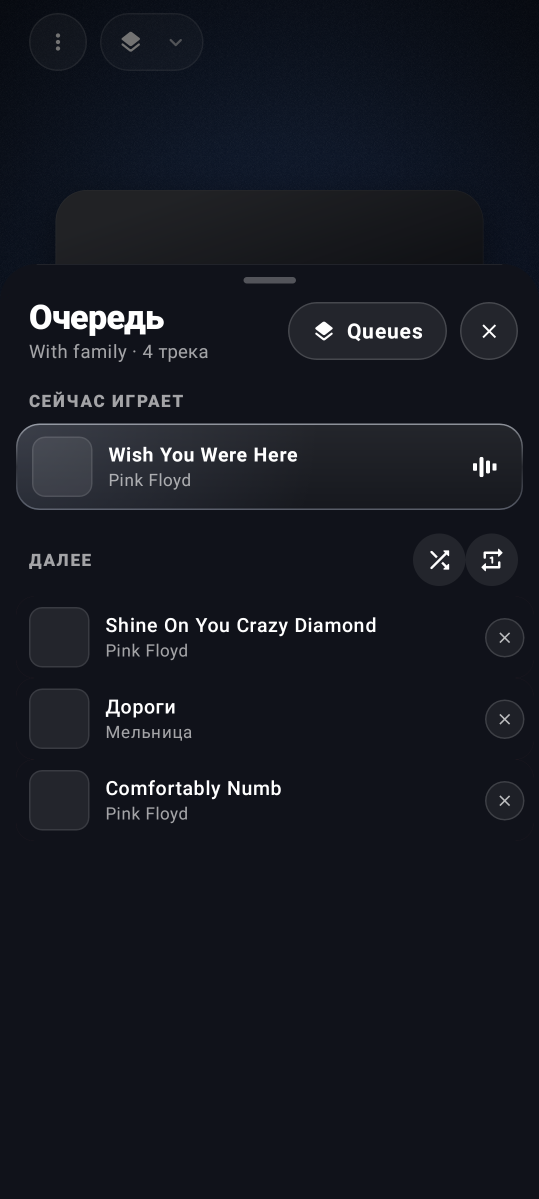 Очередь
Queues
With family · 4 трека
СЕЙЧАС ИГРАЕТ
Wish You Were Here
Pink Floyd
ДАЛЕЕ
1
Shine On You Crazy Diamond
Pink Floyd
Дороги
Мельница
Comfortably Numb
Pink Floyd